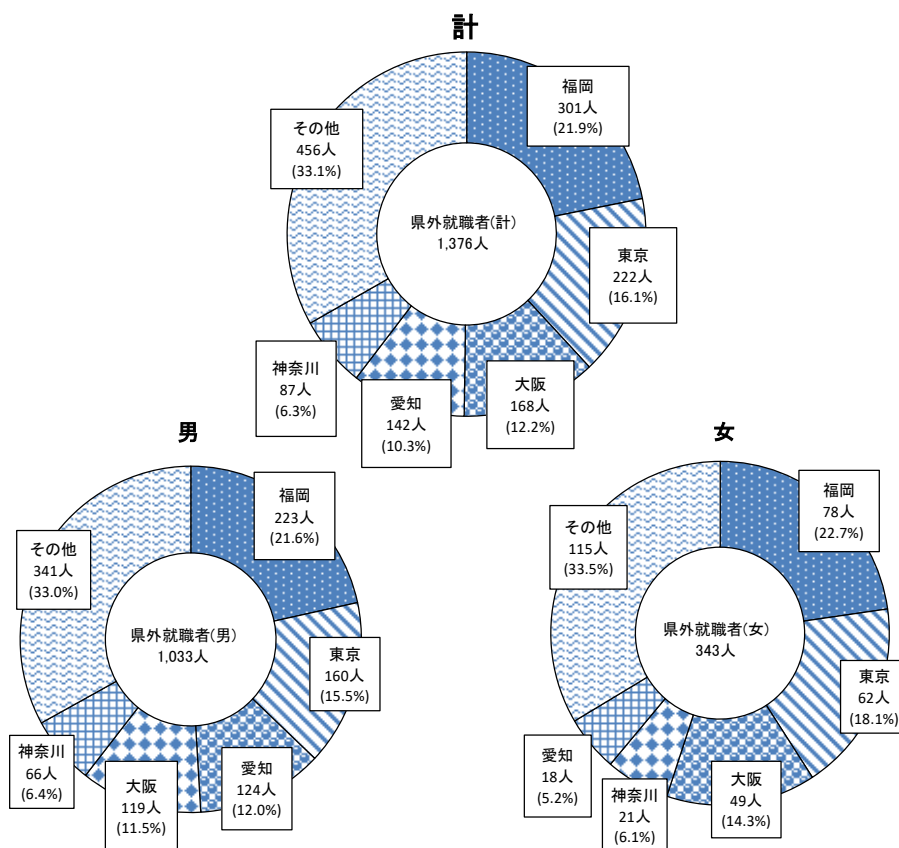 計
福岡
301人
(21.9%)
東京
222人
(16.1%)
大阪
168人
(12.2%)
愛知
142人
(10.3%)
神奈川
87人
(6.3%)
その他
456人
(33.1%)
県外就職者(計)
1,376人
男
福岡
223人
(21.6%)
東京
160人
(15.5%)
愛知
124人
(12.0%)
大阪
119人
(11.5%)
神奈川
66人
(6.4%)
その他
341人
(33.0%)
県外就職者(男)
1,033人
女
福岡
78人
(22.7%)
東京
62人
(18.1%)
大阪
49人
(14.3%)
神奈川
21人
(6.1%)
愛知
18人
(5.2%)
その他
115人
(33.5%)
県外就職者(女)
343人